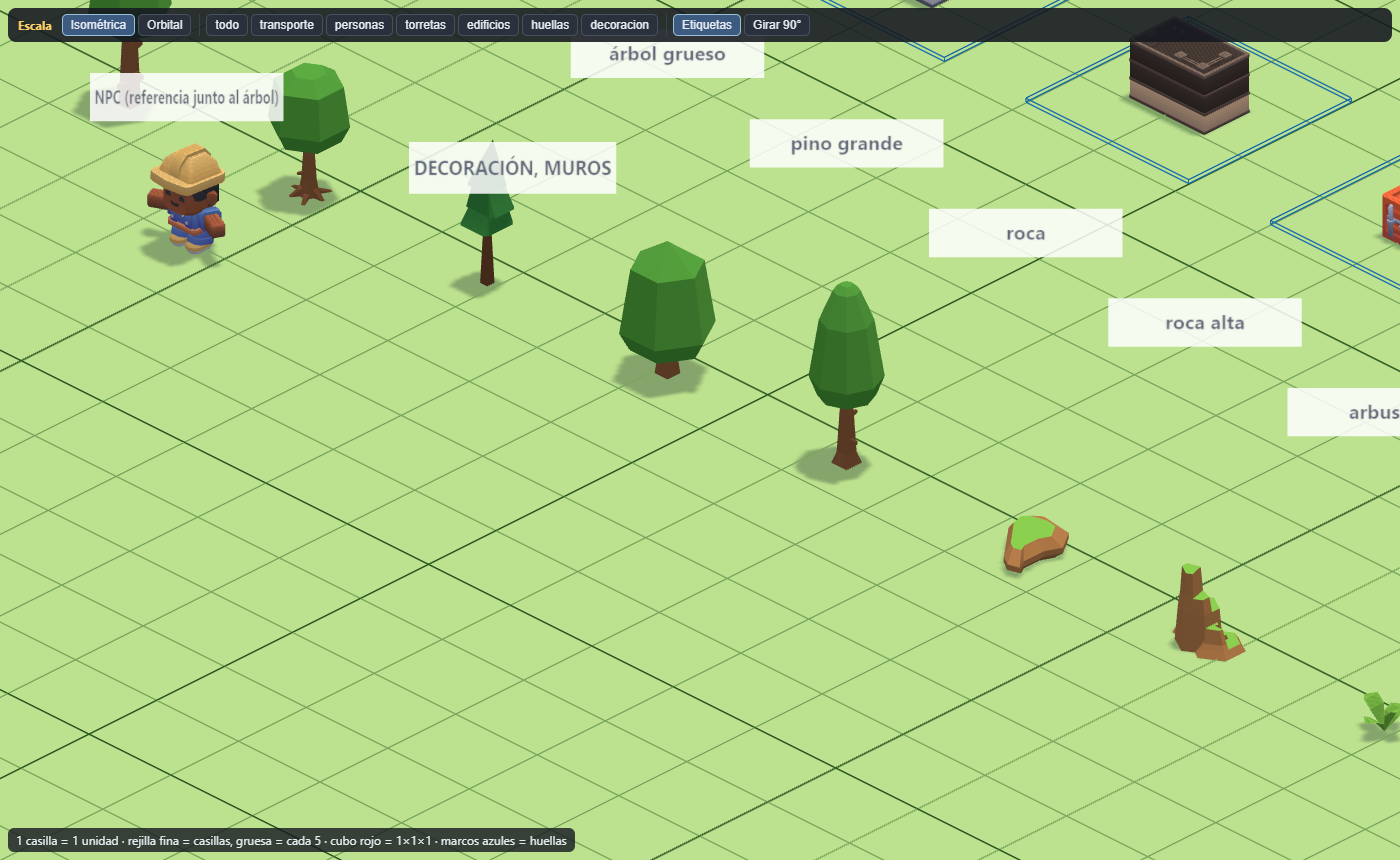 Escala Isométrica Orbital todo transporte personas torretas edificios huellas decoracion Etiquetas Girar 90°
árbol grueso
NPC (referencia junto al árbol)
pino grande
DECORACIÓN, MUROS
roca
roca alta
arbus
1 casilla = 1 unidad · rejilla fina = casillas, gruesa = cada 5 · cubo rojo = 1×1×1 · marcos azules = huellas